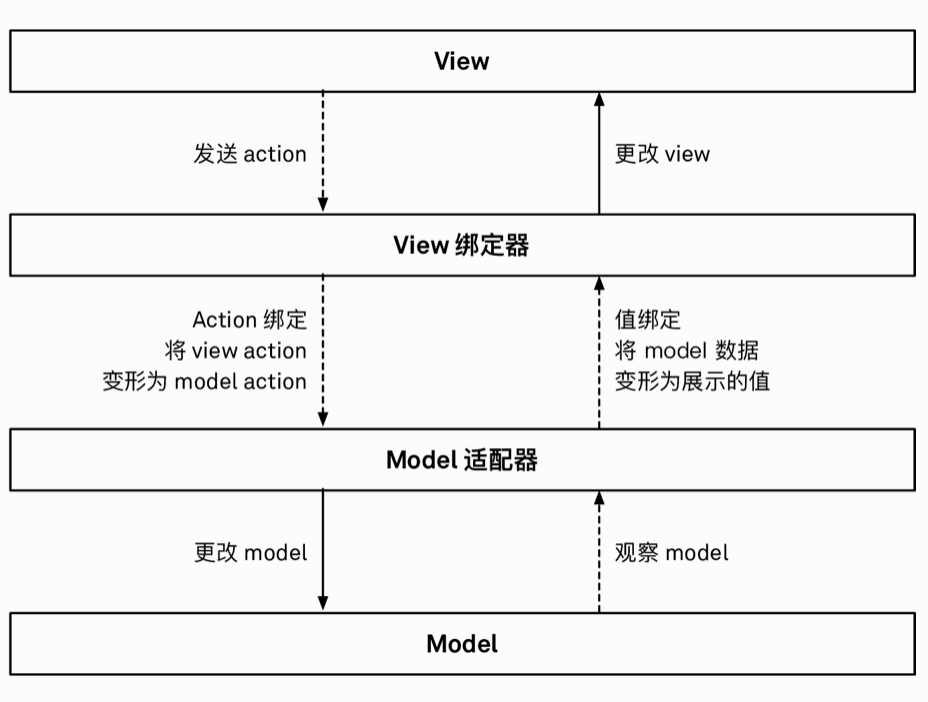 View
发送 action
更改 view
View 绑定器
Action 绑定
将 view action
变形为 model action
值绑定
将 model 数据
变形为展示的值
Model 适配器
更改 model
观察 model
Model